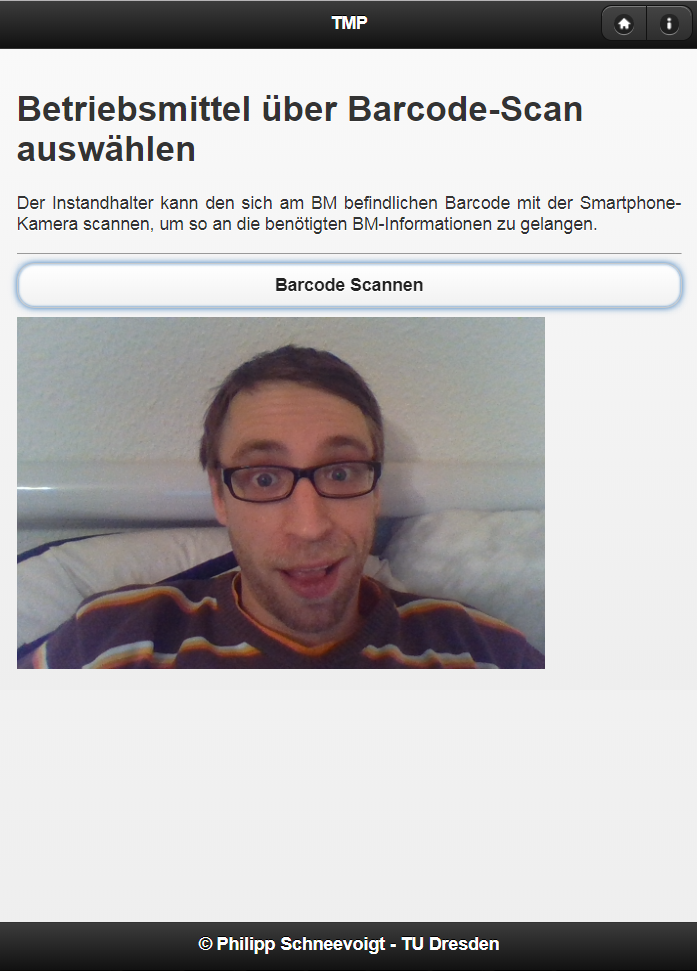 TMP
Betriebsmittel über Barcode-Scan
auswählen
Der Instandhalter kann den sich am BM befindlichen Barcode mit der Smartphone-
Kamera scannen, um so an die benötigten BM-Informationen zu gelangen.
Barcode Scannen
© Philipp Schneevoigt - TU Dresden